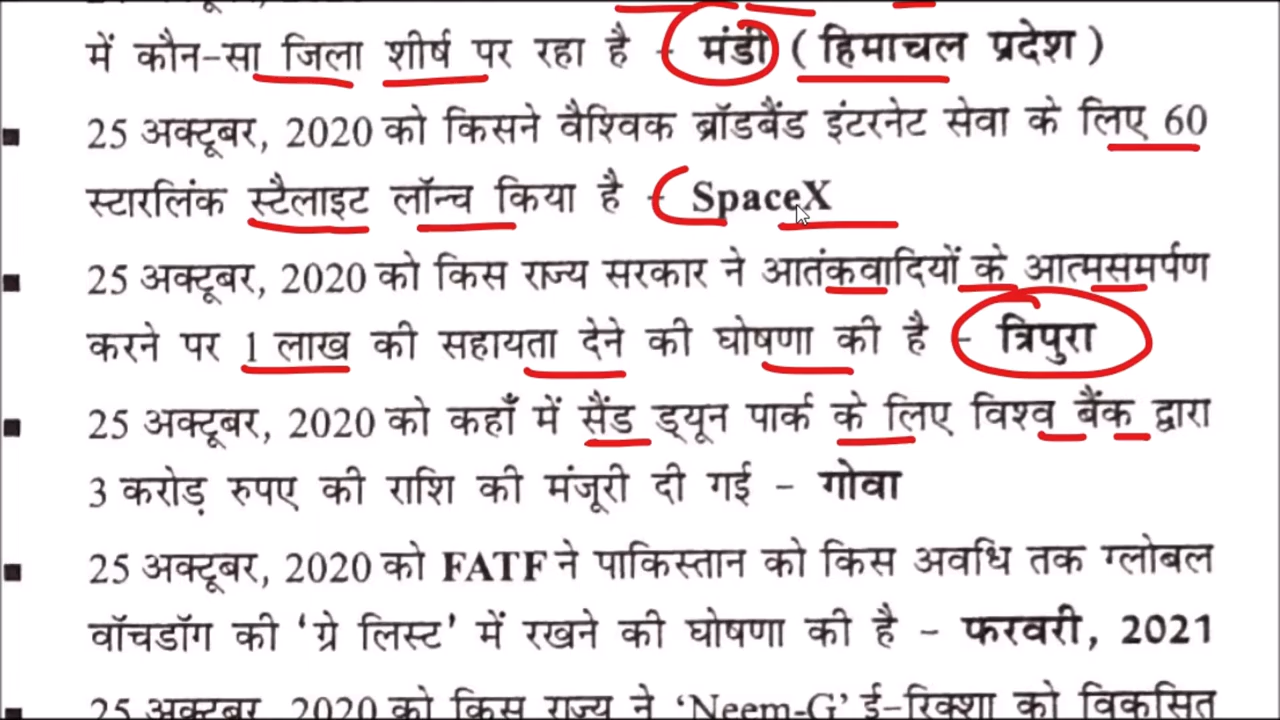 में कौन-सा जिला शीर्ष पर रहा है - मंडी ( हिमाचल प्रदेश )
■ 25 अक्टूबर, 2020 को किसने वैश्विक ब्रॉडबैंड इंटरनेट सेवा के लिए 60
स्टारलिंक स्टैलाइट लॉन्च किया है - SpaceX
■ 25 अक्टूबर, 2020 को किस राज्य सरकार ने आतंकवादियों के आत्मसमर्पण
करने पर 1 लाख की सहायता देने की घोषणा की है - त्रिपुरा
■ 25 अक्टूबर, 2020 को कहाँ में सैंड ड्यून पार्क के लिए विश्व बैंक द्वारा
3 करोड़ रुपए की राशि की मंजूरी दी गई - गोवा
■ 25 अक्टूबर, 2020 को FATF ने पाकिस्तान को किस अवधि तक ग्लोबल
वॉचडॉग की ‘ग्रे लिस्ट’ में रखने की घोषणा की है - फरवरी, 2021
■ 25 अक्टूबर, 2020 को किस राज्य ने ‘Neem-G’ ई-रिक्शा को विकसित